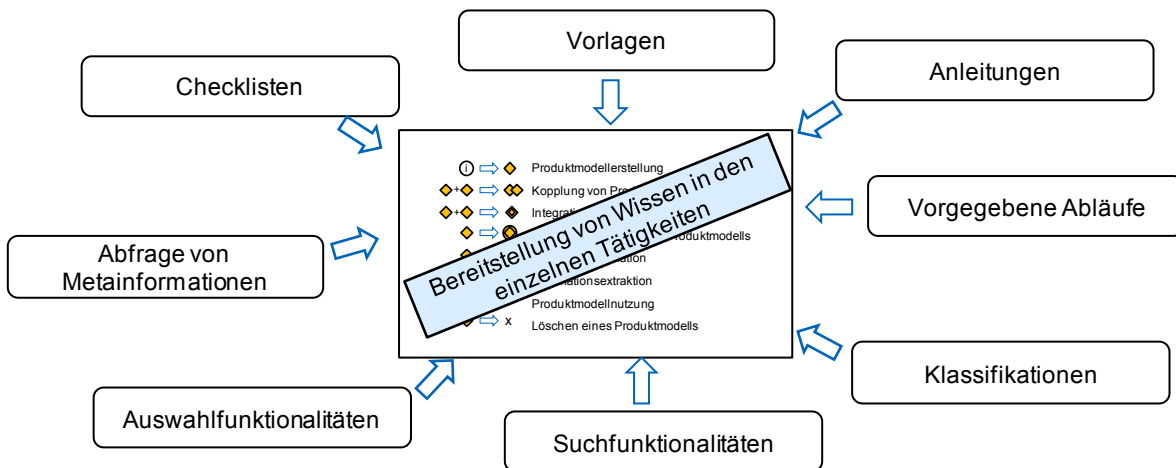 Vorlagen
Checklisten
Anleitungen
i
Produktmodellerstellung
+
Kopplung von Pro
+
Integrati
roduktmodells
ation
ationsextraktion
Produktmodellnutzung
x
Löschen eines Produktmodells
Bereitstellung von Wissen in den
einzelnen Tätigkeiten
Vorgegebene Abläufe
Abfrage von
Metainformationen
Klassifikationen
Auswahlfunktionalitäten
Suchfunktionalitäten